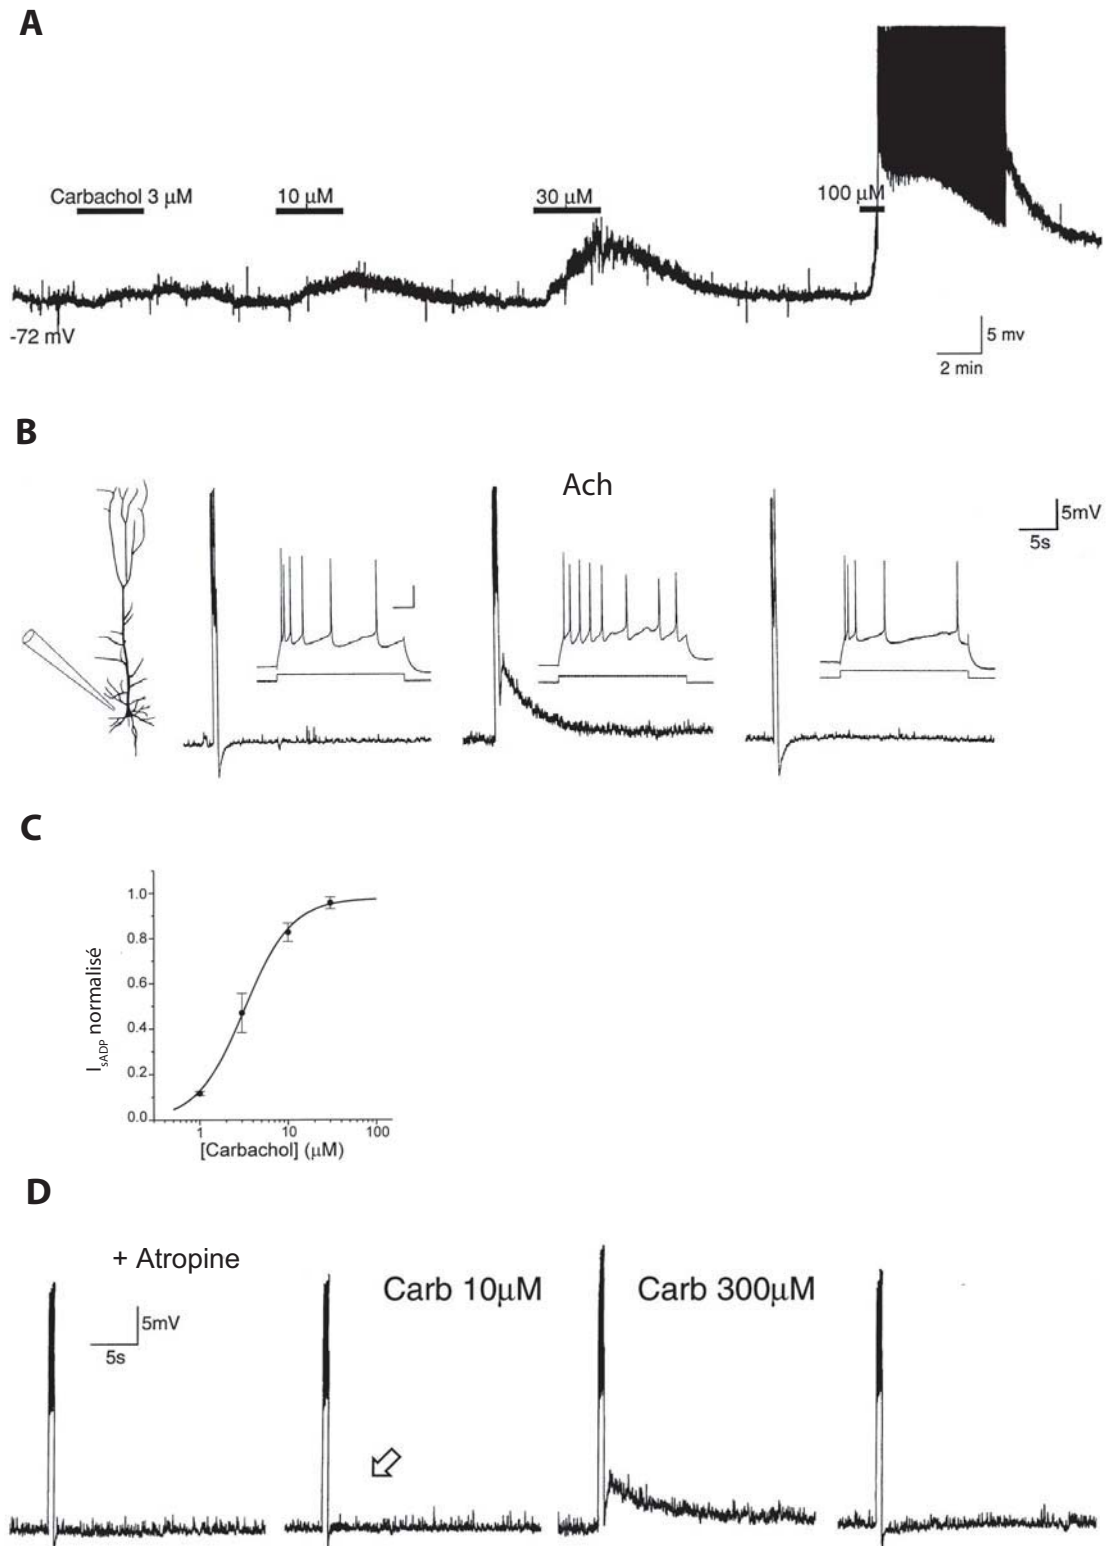 A
Carbachol 3 μM
10 μM
30 μM
100 μM
-72 mV
5 mv
2 min
B
Ach
5mV
5s
C
I sADP normalisé
1.0
0.8
0.6
0.4
0.2
0.0
1 10 100
[Carbachol] (μM)
D
+ Atropine
Carb 10μM
Carb 300μM
5mV
5s